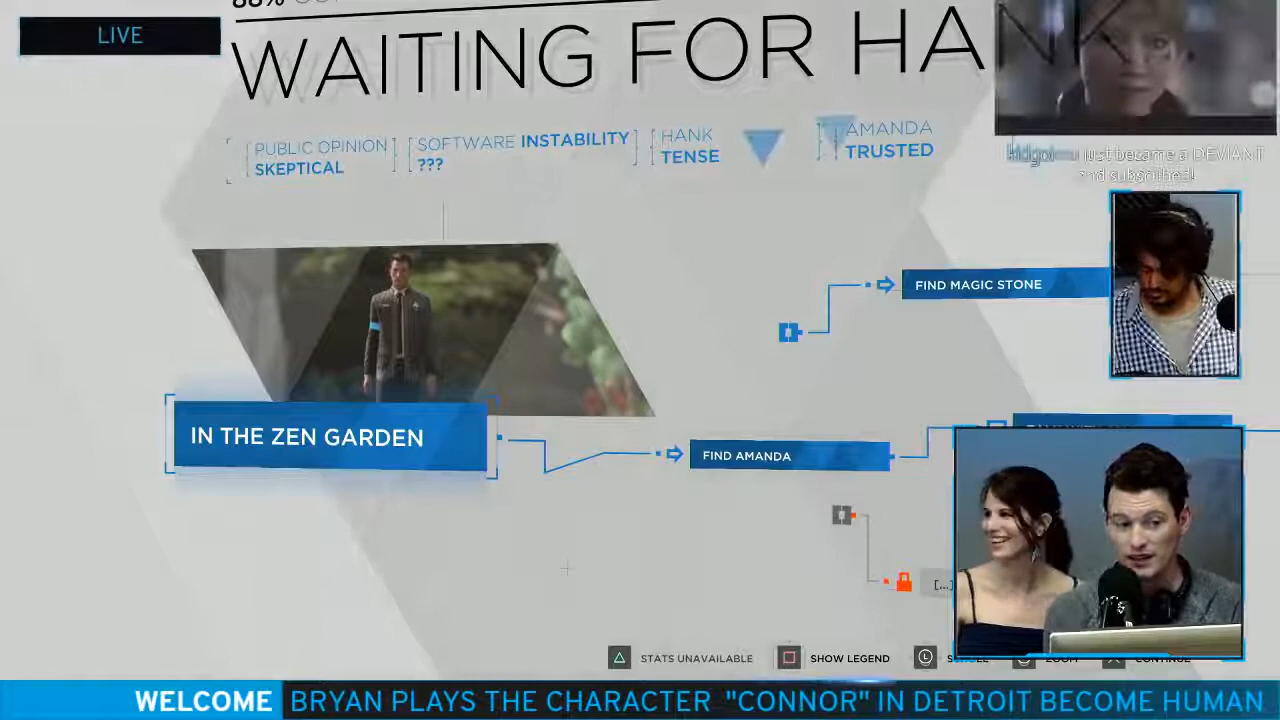 LIVE
WAITING FOR HANK
PUBLIC OPINION
SKEPTICAL
SOFTWARE INSTABILITY
???
HANK
TENSE
AMANDA
TRUSTED
just became a DEVIANT
and subscribed!
FIND MAGIC STONE
IN THE ZEN GARDEN
FIND AMANDA
[...]
STATS UNAVAILABLE
SHOW LEGEND
L
WELCOME
BRYAN PLAYS THE CHARACTER "CONNOR" IN DETROIT BECOME HUMAN